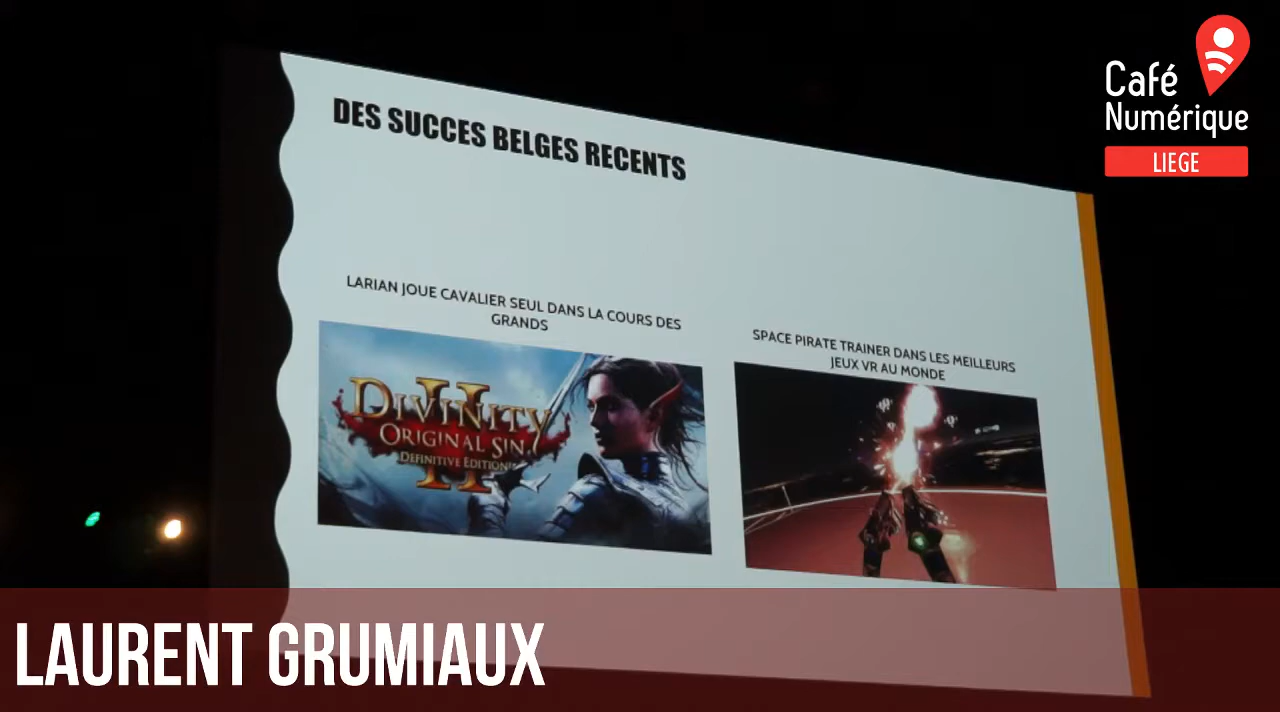 Café
Numérique
LIEGE
DES SUCCES BELGES RECENTS
LARIAN JOUE CAVALIER SEUL DANS LA COURS DES
GRANDS
SPACE PIRATE TRAINER DANS LES MEILLEURS
JEUX VR AU MONDE
DIVINITY
II
ORIGINAL SIN
DEFINITIVE EDITION
LAURENT GRUMIAUX